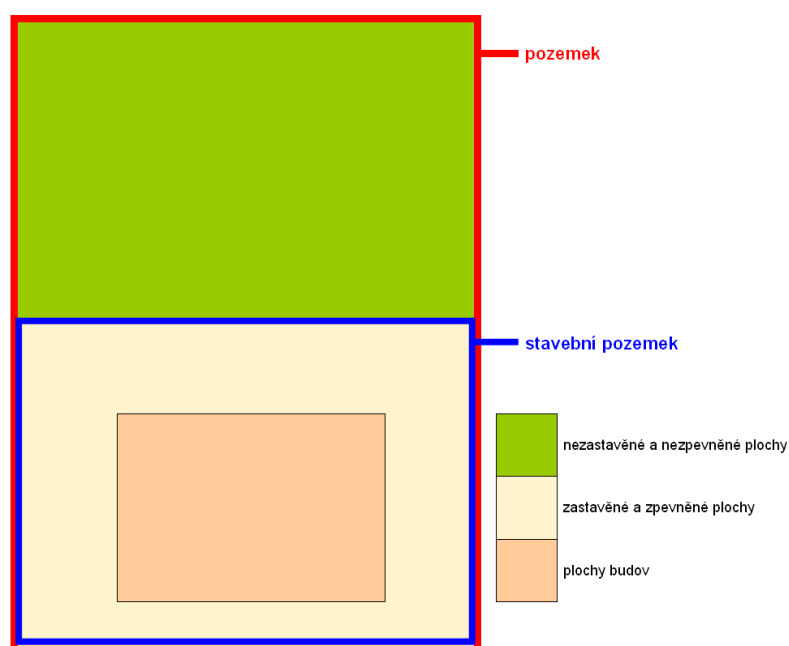 pozemek
stavební pozemek
nezastavěné a nezpevněné plochy
zastavěné a zpevněné plochy
plochy budov